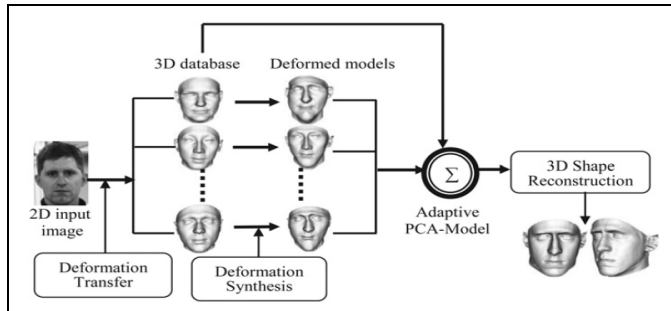 3D database
Deformed models
2D input
image
Σ
Adaptive
PCA-Model
3D Shape
Reconstruction
Deformation
Transfer
Deformation
Synthesis